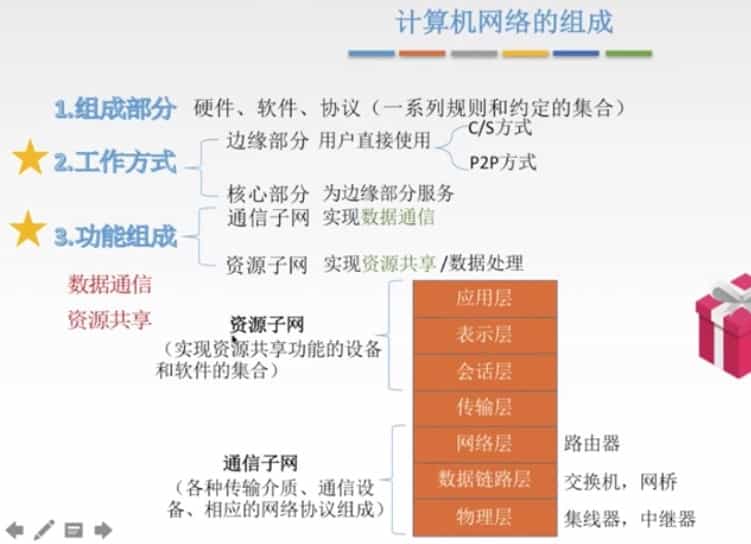 计算机网络的组成
1.组成部分 硬件、软件、协议（一系列规则和约定的集合）
2.工作方式
边缘部分 用户直接使用
C/S方式
P2P方式
核心部分 为边缘部分服务
3.功能组成
通信子网 实现数据通信
资源子网 实现资源共享/数据处理
数据通信
资源共享
资源子网
（实现资源共享功能的设备
和软件的集合）
应用层
表示层
会话层
传输层
通信子网
（各种传输介质、通信设
备、相应的网络协议组成）
网络层 路由器
数据链路层 交换机，网桥
物理层 集线器，中继器